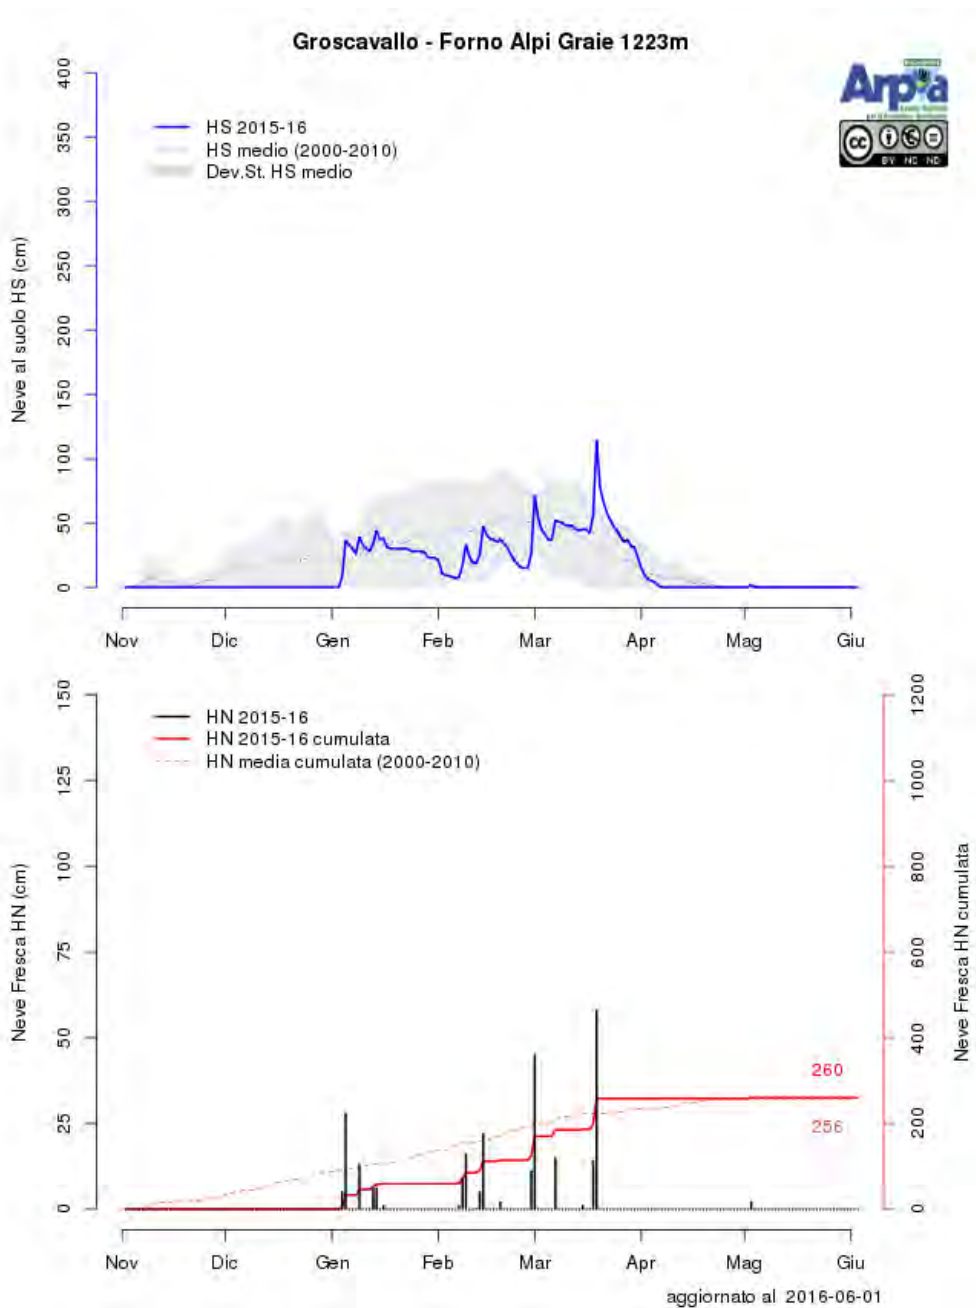 Groscavallo - Forno Alpi Graie 1223m
Arpa
cc
BY NC ND
HS 2015-16
HS medio (2000-2010)
Dev.St. HS medio
Neve al suolo HS (cm)
400
350
300
250
200
150
100
50
0
Nov Dic Gen Feb Mar Apr Mag Giu
HN 2015-16
HN 2015-16 cumulata
HN media cumulata (2000-2010)
Neve Fresca HN (cm)
150
125
100
75
50
25
0
Neve Fresca HN cumulata
1200
1000
800
600
400
200
0
260
256
Nov Dic Gen Feb Mar Apr Mag Giu
aggiornato al 2016-06-01